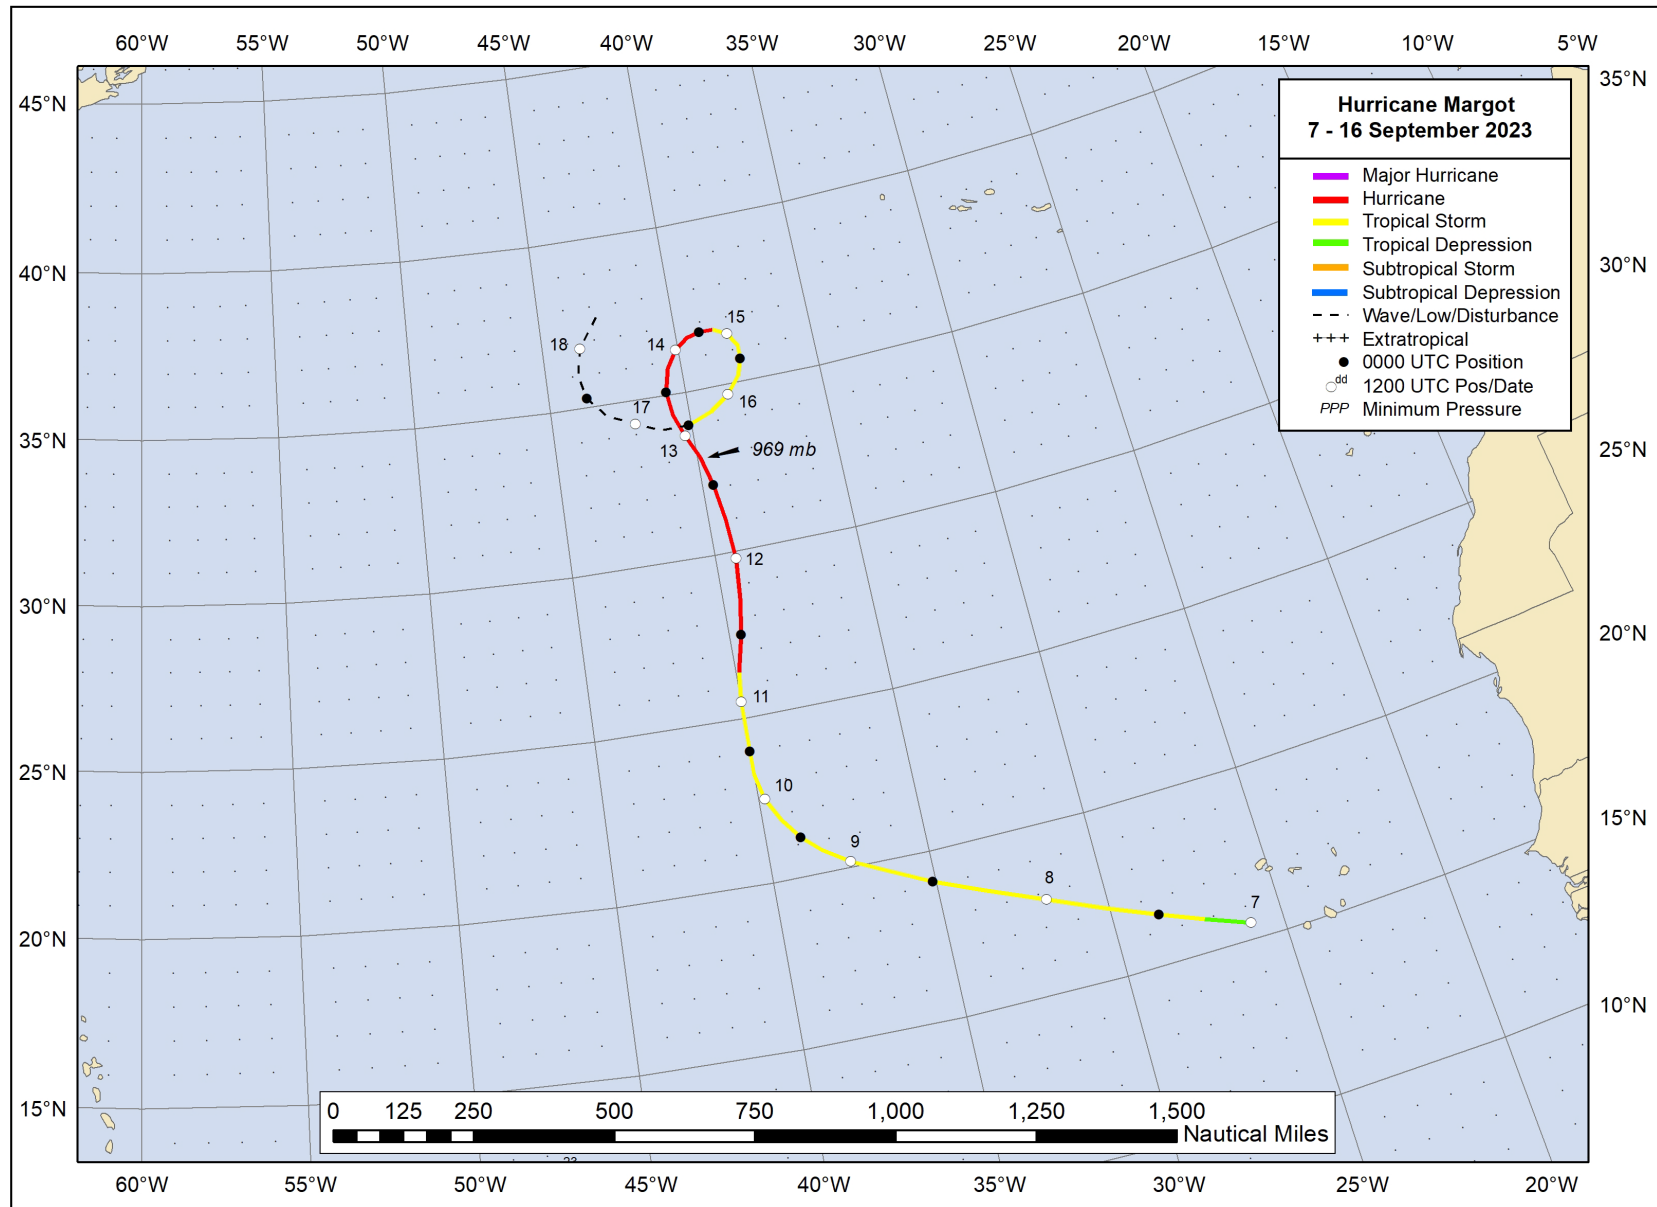 60°W 55°W 50°W 45°W 40°W 35°W 30°W 25°W 20°W 15°W 10°W 5°W
45°N
40°N
35°N
30°N
25°N
20°N
15°N
35°N
30°N
25°N
20°N
15°N
10°N
Hurricane Margot
7 - 16 September 2023
Major Hurricane
Hurricane
Tropical Storm
Tropical Depression
Subtropical Storm
Subtropical Depression
Wave/Low/Disturbance
+++ Extratropical
0000 UTC Position
dd 1200 UTC Pos/Date
PPP Minimum Pressure
15
18
14
16
17
13
969 mb
12
11
10
9
8
7
0 125 250 500 750 1,000 1,250 1,500
Nautical Miles
60°W 55°W 50°W 45°W 40°W 35°W 30°W 25°W 20°W